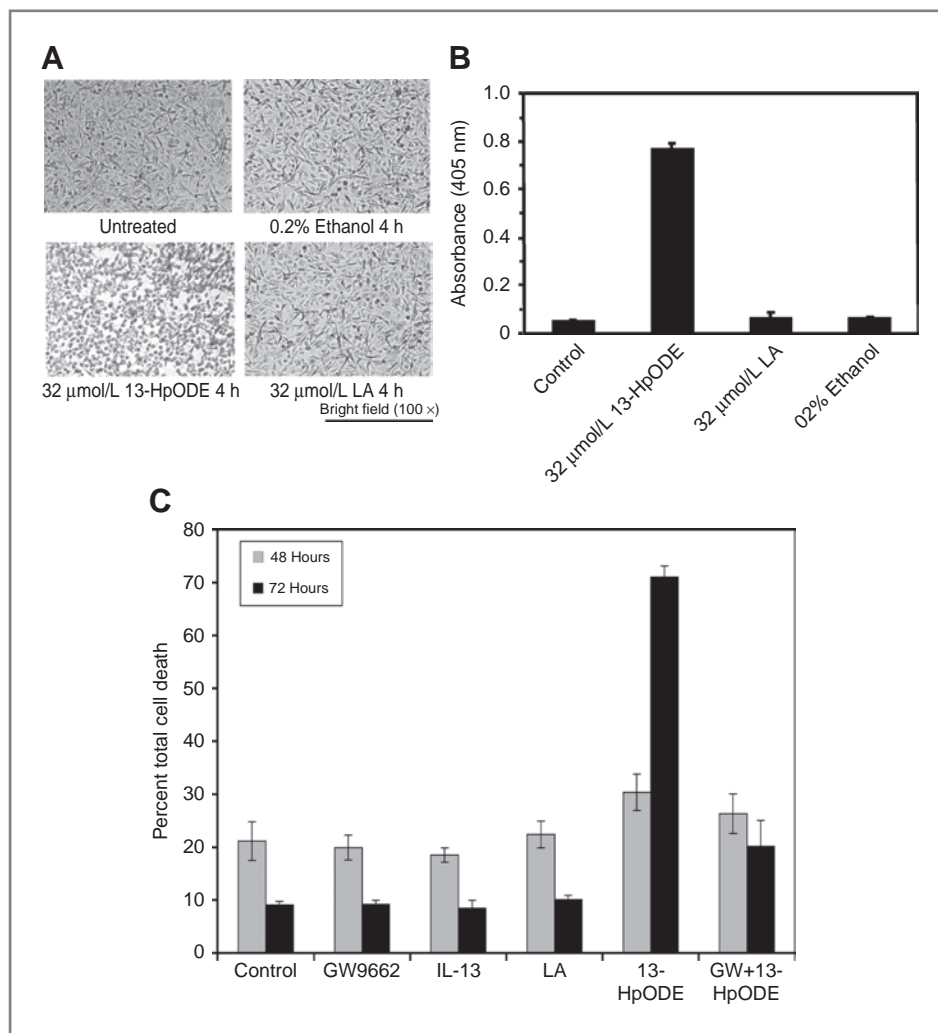 A
Untreated
0.2% Ethanol 4 h
32 μmol/L 13-HpODE 4 h
32 μmol/L LA 4 h
Bright field (100 ×)
B
Absorbance (405 nm)
1.0
0.8
0.6
0.4
0.2
0
Control
32 μmol/L 13-HpODE
32 μmol/L LA
02% Ethanol
C
Percent total cell death
80
70
60
50
40
30
20
10
0
48 Hours
72 Hours
Control
GW9662
IL-13
LA
13-
HpODE
GW+13-
HpODE